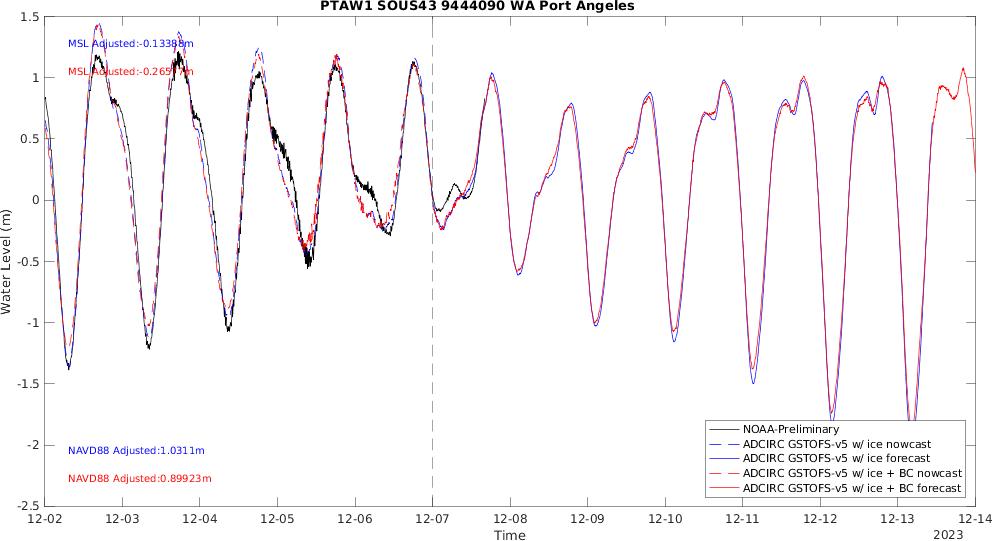 PTAW1 SOUS43 9444090 WA Port Angeles
1.5
1
0.5
0
-0.5
-1
-1.5
-2
-2.5
Water Level (m)
MSL Adjusted:-0.13388m
MSL Adjusted:
NAVD88 Adjusted:1.0311m
NAVD88 Adjusted:0.89923m
NOAA-Preliminary
ADCIRC GSTOFS-v5 w/ ice nowcast
ADCIRC GSTOFS-v5 w/ ice forecast
ADCIRC GSTOFS-v5 w/ ice + BC nowcast
ADCIRC GSTOFS-v5 w/ ice + BC forecast
12-02 12-03 12-04 12-05 12-06 12-07 12-08 12-09 12-10 12-11 12-12 12-13 12-14
Time
2023